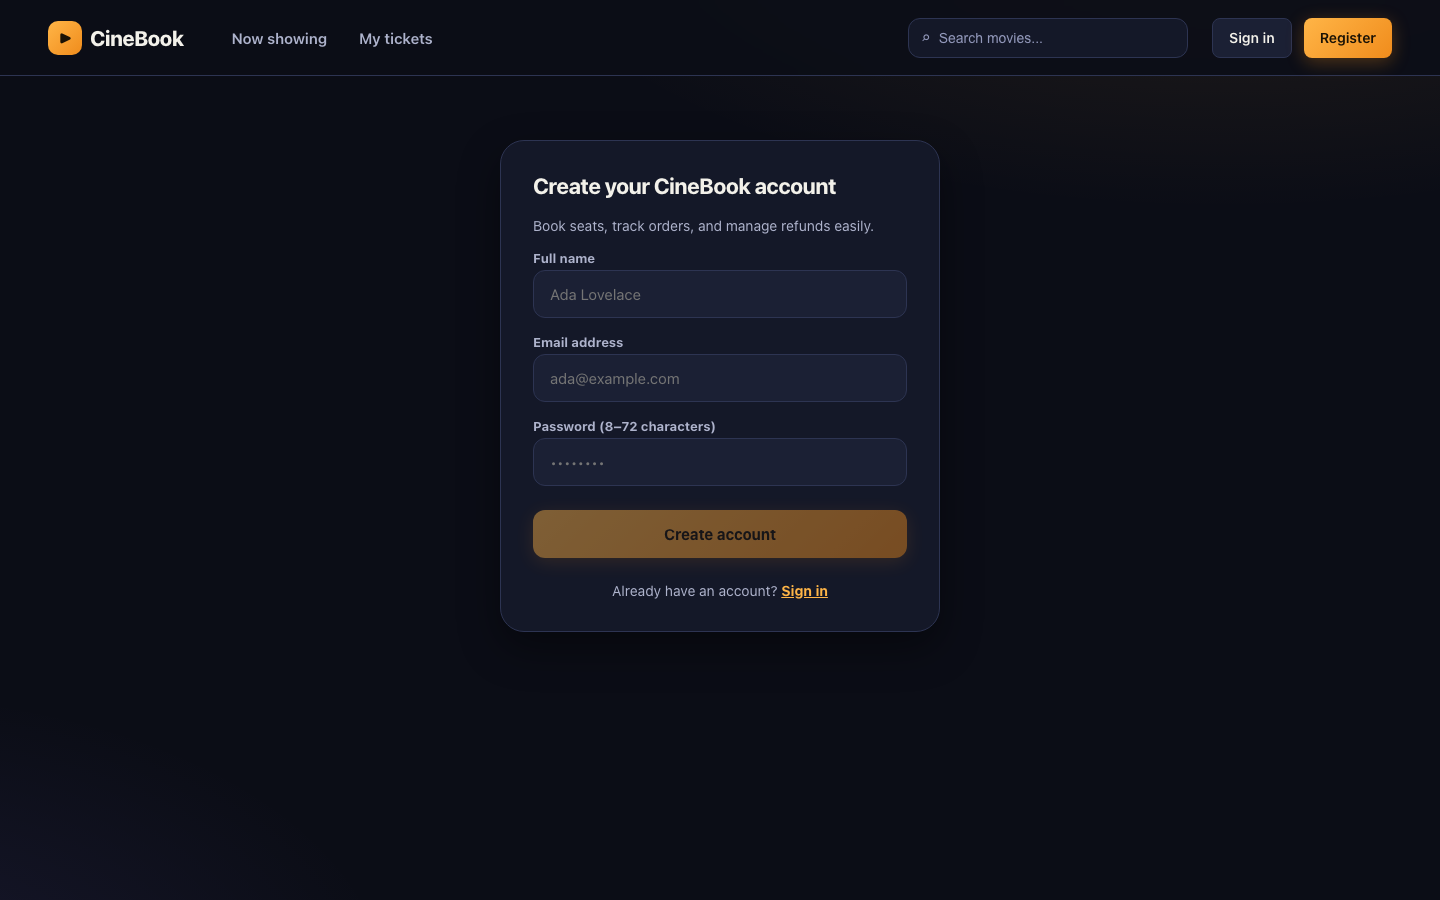 CineBook
Now showing
My tickets
Search movies...
Sign in
Register
Create your CineBook account
Book seats, track orders, and manage refunds easily.
Full name
Ada Lovelace
Email address
ada@example.com
Password (8–72 characters)
••••••••
Create account
Already have an account? Sign in